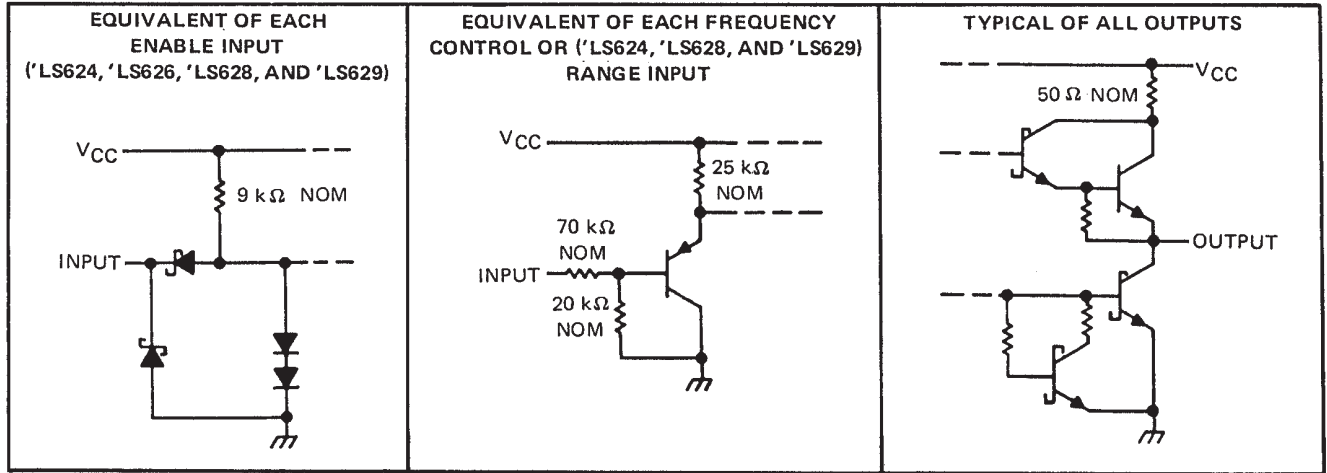 EQUIVALENT OF EACH
ENABLE INPUT
('LS624, 'LS626, 'LS628, AND 'LS629)
VCC
9 kΩ NOM
INPUT
EQUIVALENT OF EACH FREQUENCY
CONTROL OR ('LS624, 'LS628, AND 'LS629)
RANGE INPUT
VCC
25 kΩ
NOM
70 kΩ
NOM
INPUT
20 kΩ
NOM
TYPICAL OF ALL OUTPUTS
VCC
50 Ω NOM
OUTPUT